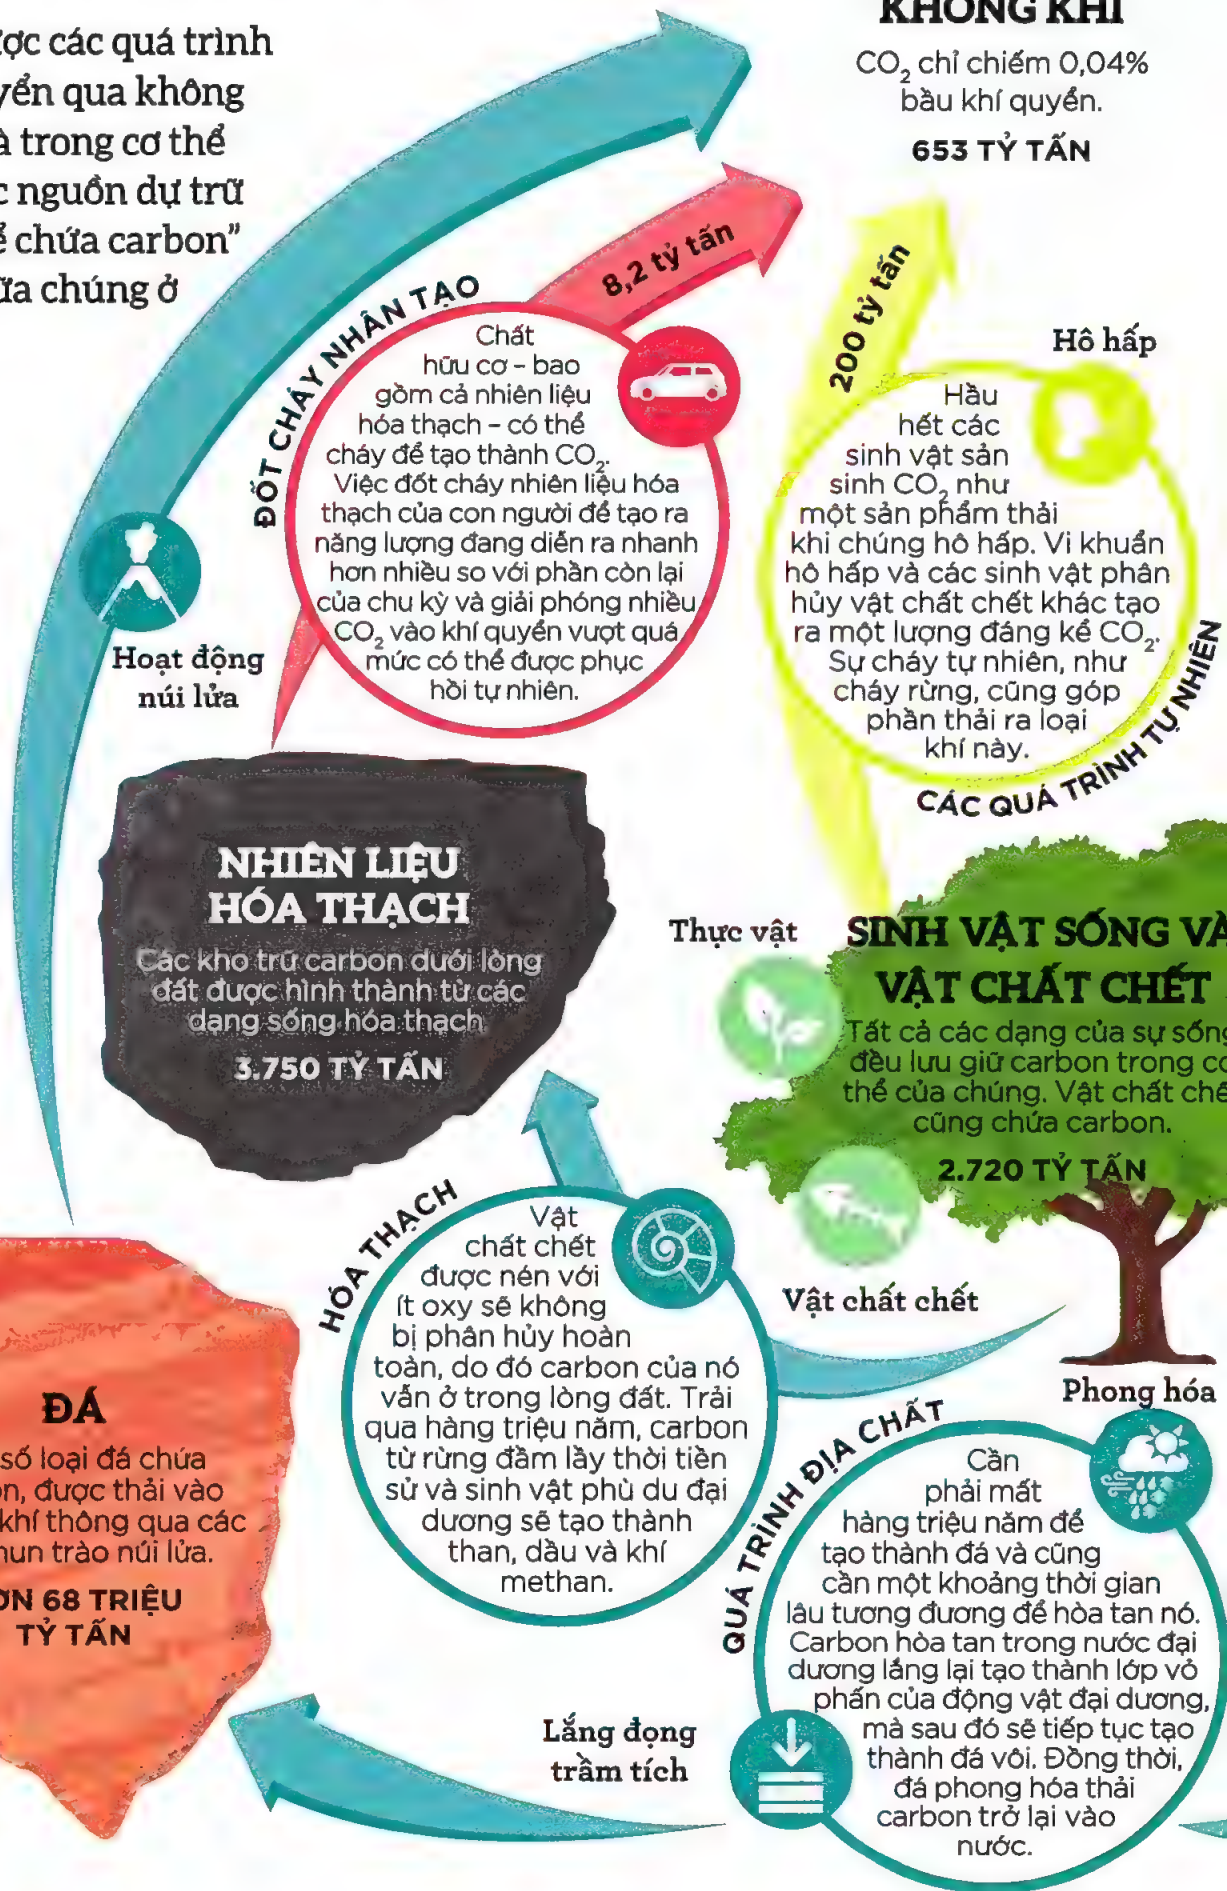 ợc các quá trình
yển qua không
à trong cơ thể
c nguồn dự trữ
ể chứa carbon"
ữa chúng ở
KHÔNG KHÍ
CO₂ chỉ chiếm 0,04%
bầu khí quyển.
653 TỶ TẤN
8,2 tỷ tấn
200 tỷ tấn
ĐỐT CHÁY NHÂN TẠO
Chất
hữu cơ – bao
gồm cả nhiên liệu
hóa thạch – có thể
cháy để tạo thành CO₂.
Việc đốt cháy nhiên liệu hóa
thạch của con người để tạo ra
năng lượng đang diễn ra nhanh
hơn nhiều so với phần còn lại
của chu kỳ và giải phóng nhiều
CO₂ vào khí quyển vượt quá
mức có thể được phục
hồi tự nhiên.
Hô hấp
Hầu
hết các
sinh vật sản
sinh CO₂ như
một sản phẩm thải
khi chúng hô hấp. Vi khuẩn
hô hấp và các sinh vật phân
hủy vật chất chết khác tạo
ra một lượng đáng kể CO₂.
Sự cháy tự nhiên, như
cháy rừng, cũng góp
phần thải ra loại
khí này.
CÁC QUÁ TRÌNH TỰ NHIÊN
Hoạt động
núi lửa
NHIÊN LIỆU
HÓA THẠCH
Các kho trữ carbon dưới lòng
đất được hình thành từ các
dạng sống hóa thạch
3.750 TỶ TẤN
Thực vật
SINH VẬT SỐNG VÀ
VẬT CHẤT CHẾT
Tất cả các dạng của sự sống
đều lưu giữ carbon trong cơ
thể của chúng. Vật chất chế
cũng chứa carbon.
2.720 TỶ TẤN
Vật chất chết
HÓA THẠCH
Vật
chất chết
được nén với
ít oxy sẽ không
bị phân hủy hoàn
toàn, do đó carbon của nó
vẫn ở trong lòng đất. Trải
qua hàng triệu năm, carbon
từ rừng đầm lầy thời tiền
sử và sinh vật phù du đại
dương sẽ tạo thành
than, dầu và khí
methan.
ĐÁ
số loại đá chứa
on, được thải vào
khí thông qua các
hun trào núi lửa.
ƠN 68 TRIỆU
TỶ TẤN
Phong hóa
QUÁ TRÌNH ĐỊA CHẤT
Cần
phải mất
hàng triệu năm để
tạo thành đá và cũng
cần một khoảng thời gian
lâu tương đương để hòa tan nó.
Carbon hòa tan trong nước đại
dương lắng lại tạo thành lớp vỏ
phấn của động vật đại dương,
mà sau đó sẽ tiếp tục tạo
thành đá vôi. Đồng thời,
đá phong hóa thải
carbon trở lại vào
nước.
Lắng đọng
trầm tích